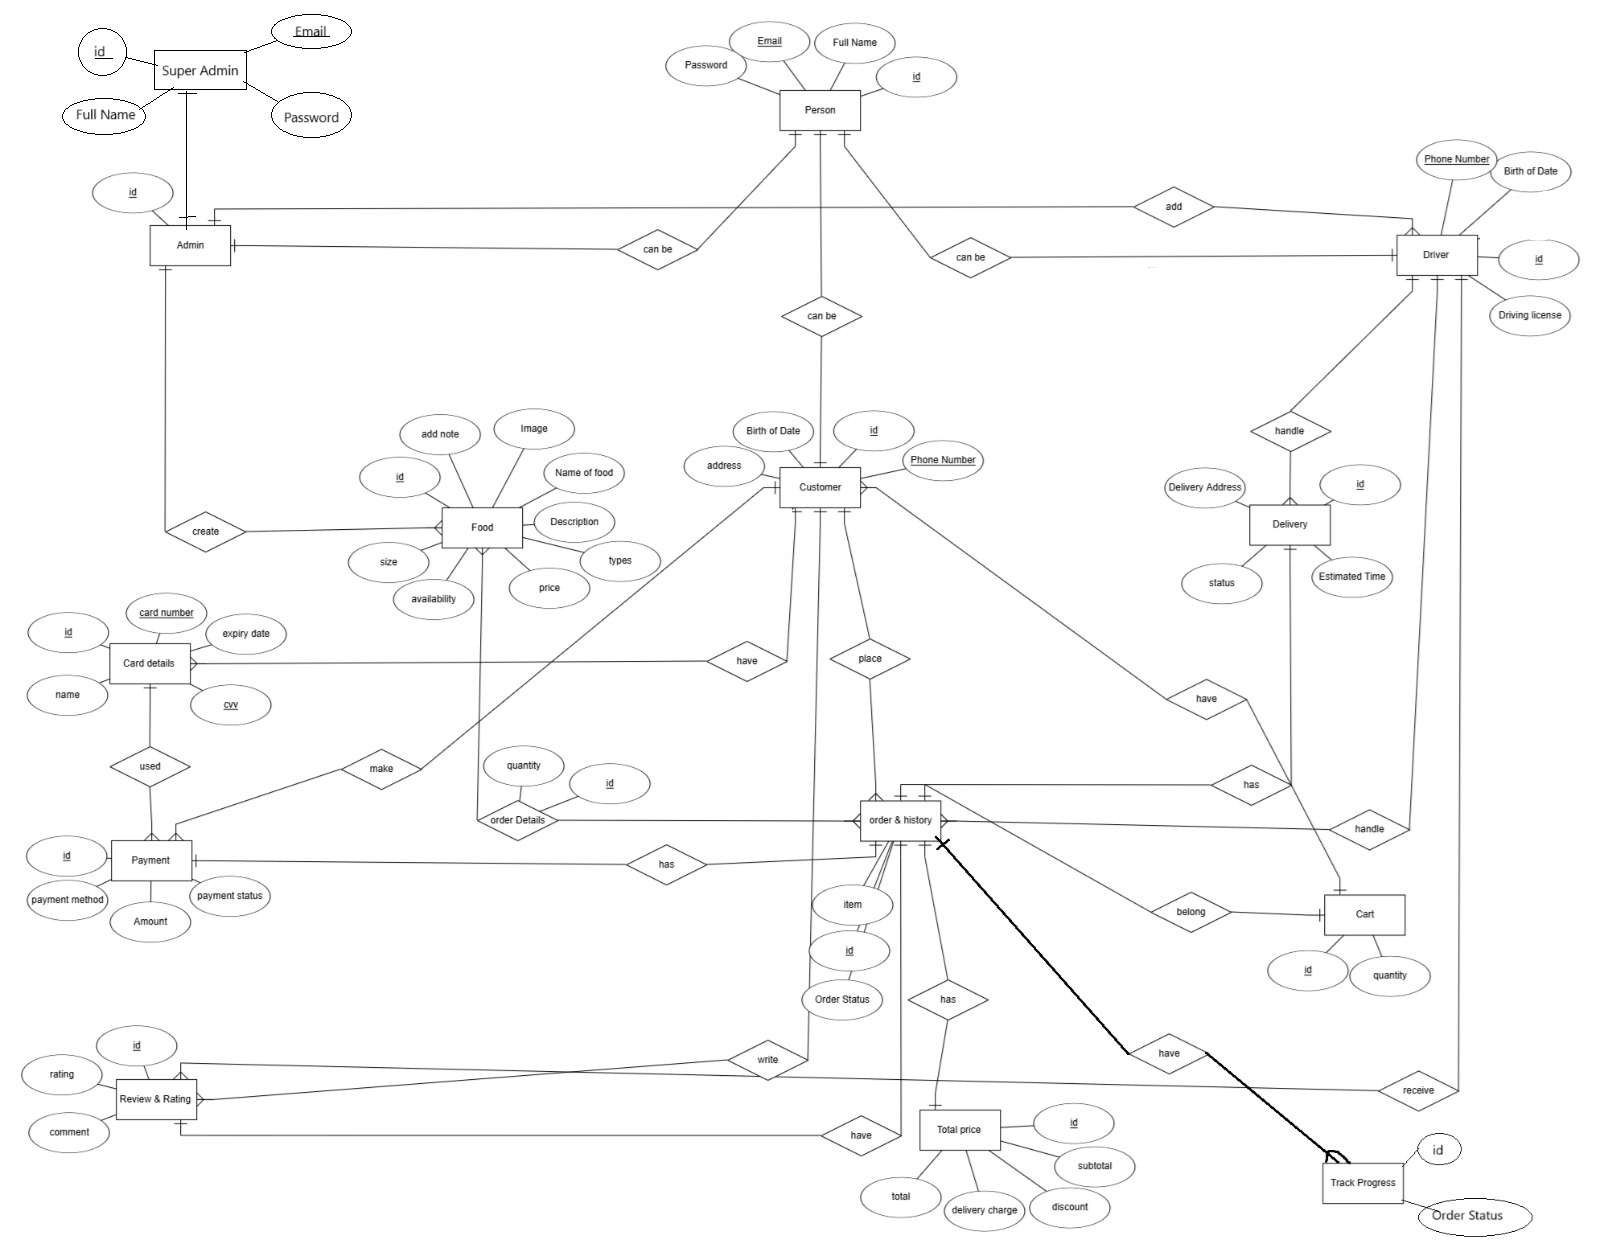 Email
id
Super Admin
Full Name
Password
Email
Full Name
Password
id
Person
Phone Number
Birth of Date
id
add
Admin
can be
can be
Driver
id
Driving license
can be
add note
Image
Birth of Date
id
handle
id
Name of food
address
Phone Number
Customer
Delivery Address
id
create
Food
Description
Delivery
size
types
availability
price
status
Estimated Time
card number
id
expiry date
Card details
have
place
name
cvv
have
used
make
quantity
id
has
order Details
order & history
handle
id
Payment
has
payment method
payment status
Amount
item
belong
Cart
id
id
quantity
Order Status
has
id
rating
write
have
receive
Review & Rating
comment
have
Total price
id
subtotal
total
delivery charge
discount
id
Track Progress
Order Status